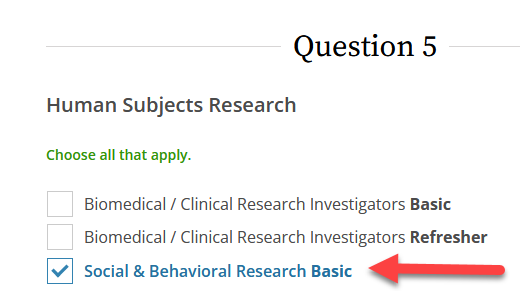 Question 5
Human Subjects Research
Choose all that apply.
Biomedical / Clinical Research Investigators Basic
Biomedical / Clinical Research Investigators Refresher
Social & Behavioral Research Basic